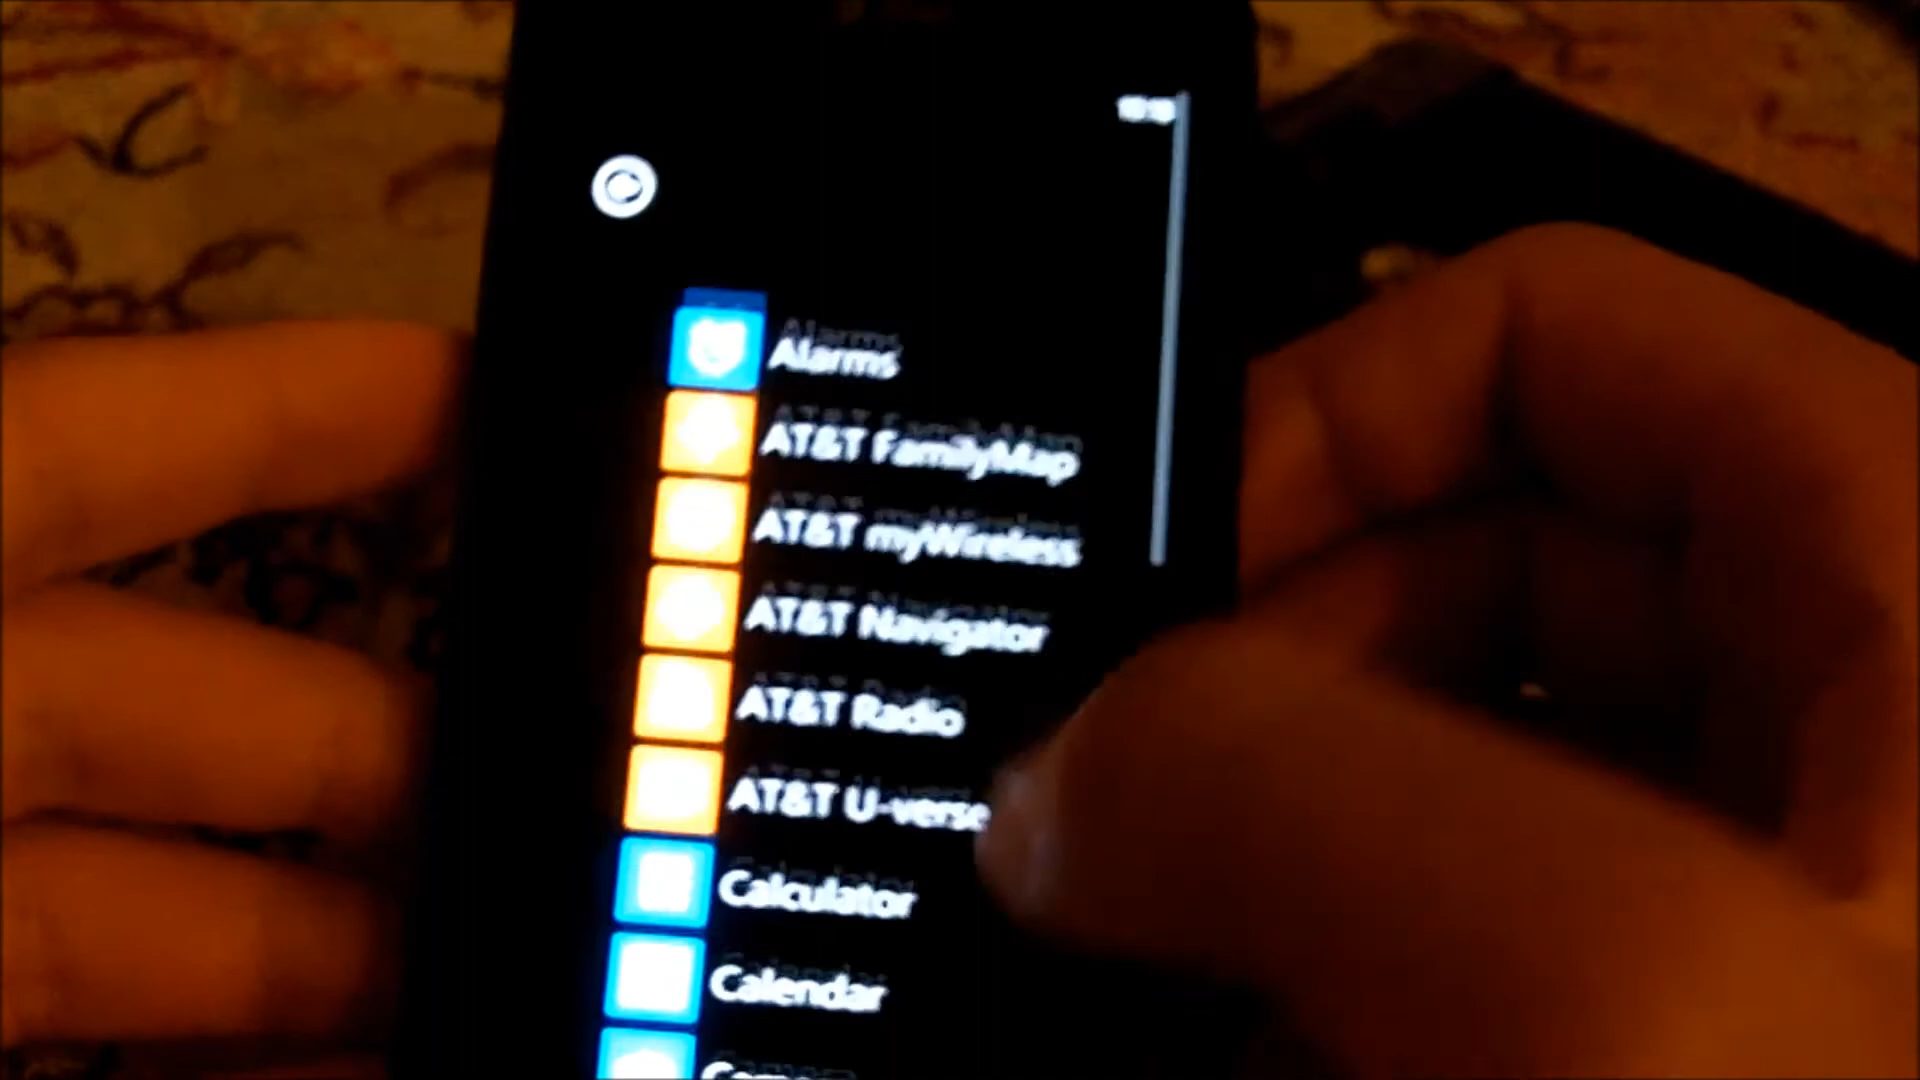 Alarms
AT&T FamilyMap
AT&T myWireless
AT&T Navigator
AT&T Radio
AT&T U-verse
Calculator
Calendar